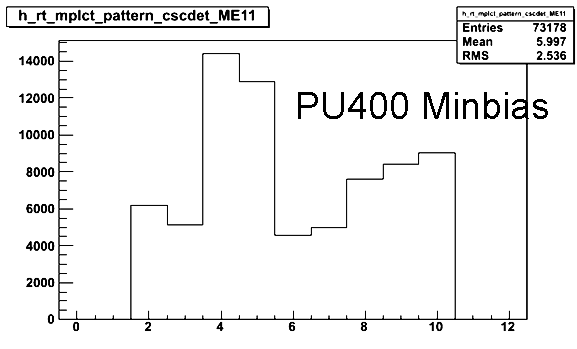 h_rt_mplct_pattern_cscdet_ME11
h_rt_mplct_pattern_cscdet_ME11
Entries 73178
Mean 5.997
RMS 2.536
PU400 Minbias
14000
12000
10000
8000
6000
4000
2000
0
0 2 4 6 8 10 12